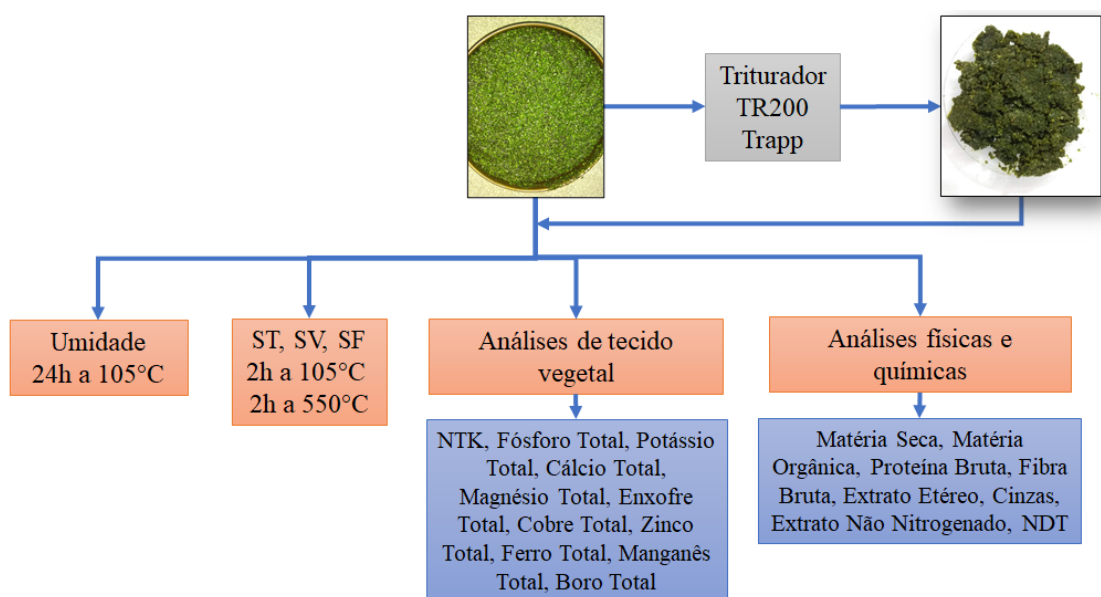 Triturador
TR200
Trapp
Umidade
24h a 105°C
ST, SV, SF
2h a 105°C
2h a 550°C
Análises de tecido
vegetal
Análises físicas e
químicas
NTK, Fósforo Total, Potássio
Total, Cálcio Total,
Magnésio Total, Enxofre
Total, Cobre Total, Zinco
Total, Ferro Total, Manganês
Total, Boro Total
Matéria Seca, Matéria
Orgânica, Proteína Bruta, Fibra
Bruta, Extrato Etéreo, Cinzas,
Extrato Não Nitrogenado, NDT